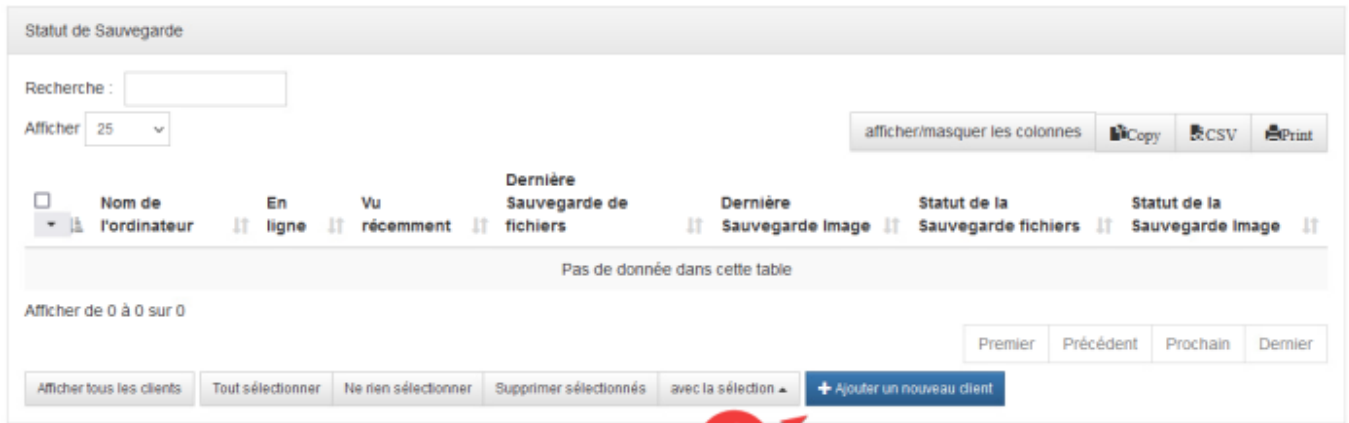 Statut de Sauvegarde
Recherche :
Afficher 25
afficher/masquer les colonnes Copy CSV Print
Nom de l'ordinateur
En ligne
Vu récemment
Dernière Sauvegarde de fichiers
Dernière Sauvegarde Image
Statut de la Sauvegarde fichiers
Statut de la Sauvegarde Image
Pas de donnée dans cette table
Afficher de 0 à 0 sur 0
Premier Précédent Prochain Dernier
Afficher tous les clients Tout sélectionner Ne rien sélectionner Supprimer sélectionnés avec la sélection Ajouter un nouveau client